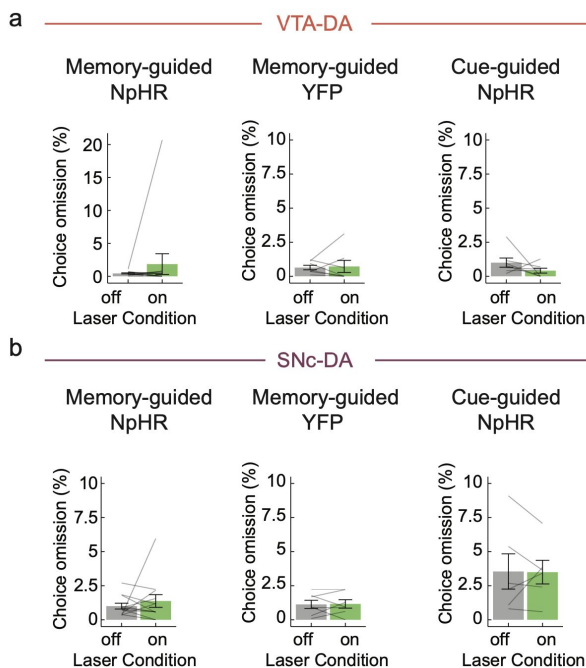 a
VTA-DA
Memory-guided
NpHR
Memory-guided
YFP
Cue-guided
NpHR
Choice omission (%)
20
15
10
5
0
off on
Laser Condition
Choice omission (%)
10
7.5
5
2.5
0
off on
Laser Condition
Choice omission (%)
10
7.5
5
2.5
0
off on
Laser Condition
b
SNc-DA
Memory-guided
NpHR
Memory-guided
YFP
Cue-guided
NpHR
Choice omission (%)
10
7.5
5
2.5
0
off on
Laser Condition
Choice omission (%)
10
7.5
5
2.5
0
off on
Laser Condition
Choice omission (%)
10
7.5
5
2.5
0
off on
Laser Condition